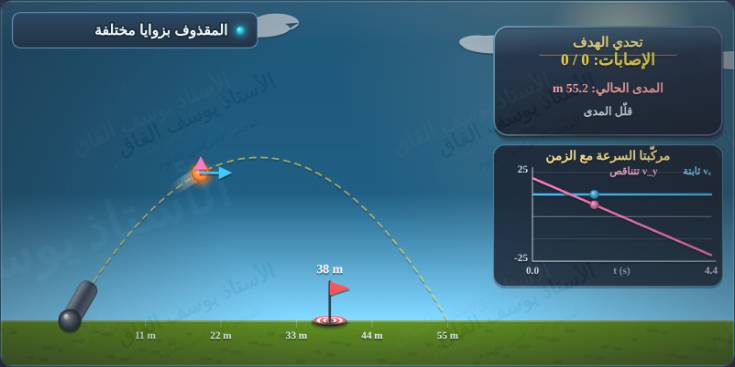 المقذوف بزوايا مختلفة
تحدي الهدف
الإصابات: 0 / 0
المدى الحالي: 55.2 m
قلّل المدى
مركّبتا السرعة مع الزمن
v_y تتناقص
vₓ ثابتة
25
-25
0.0
t (s)
4.4
38 m
11 m
22 m
33 m
44 m
55 m